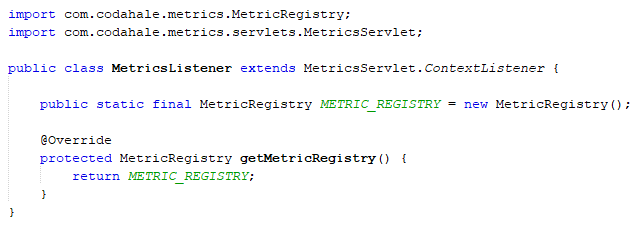 import com.codahale.metrics.MetricRegistry;
import com.codahale.metrics.servlets.MetricsServlet;

public class MetricsListener extends MetricsServlet.ContextListener {

    public static final MetricRegistry METRIC_REGISTRY = new MetricRegistry();

    @Override
    protected MetricRegistry getMetricRegistry() {
        return METRIC_REGISTRY;
    }
}